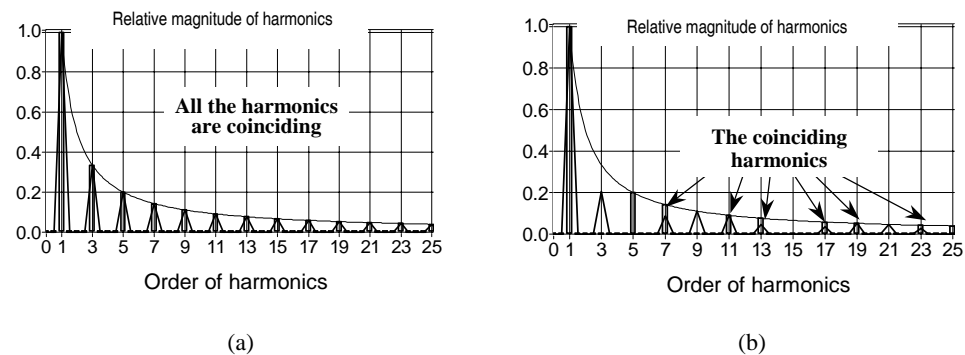 Relative magnitude of harmonics
1.0
0.8
0.6
0.4
0.2
0.0
All the harmonics
are coinciding
0 1 3 5 7 9 11 13 15 17 19 21 23 25
Order of harmonics
(a)
Relative magnitude of harmonics
1.0
0.8
0.6
0.4
0.2
0.0
The coinciding
harmonics
0 1 3 5 7 9 11 13 15 17 19 21 23 25
Order of harmonics
(b)